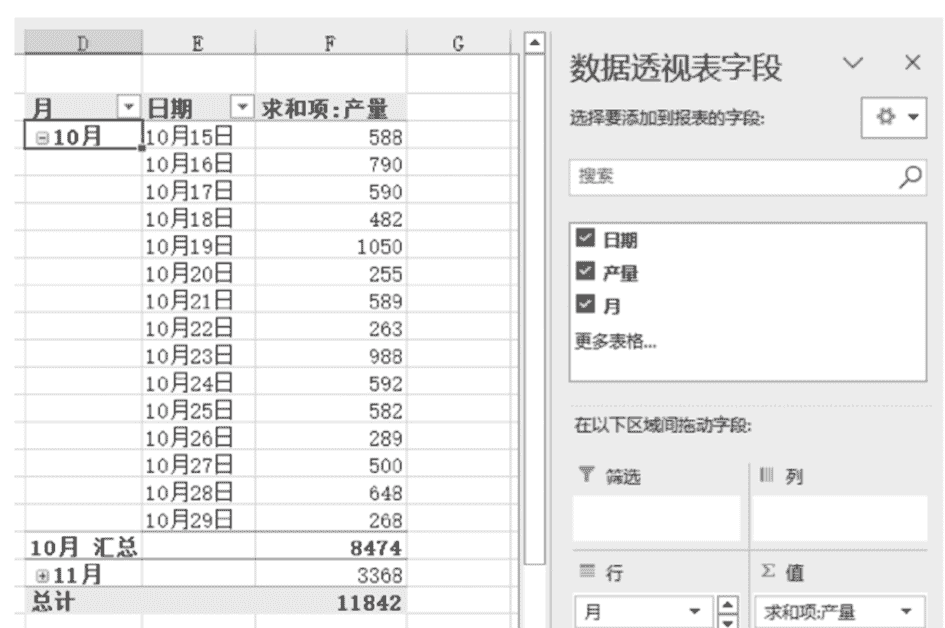 D E F G
月 日期 求和项:产量
10月 10月15日 588
10月16日 790
10月17日 590
10月18日 482
10月19日 1050
10月20日 255
10月21日 589
10月22日 263
10月23日 988
10月24日 592
10月25日 582
10月26日 289
10月27日 500
10月28日 648
10月29日 268
10月 汇总 8474
11月 3368
总计 11842
数据透视表字段
选择要添加到报表的字段:
搜索
日期
产量
月
更多表格...
在以下区域间拖动字段:
筛选 列
行 Σ 值
月 求和项:产量